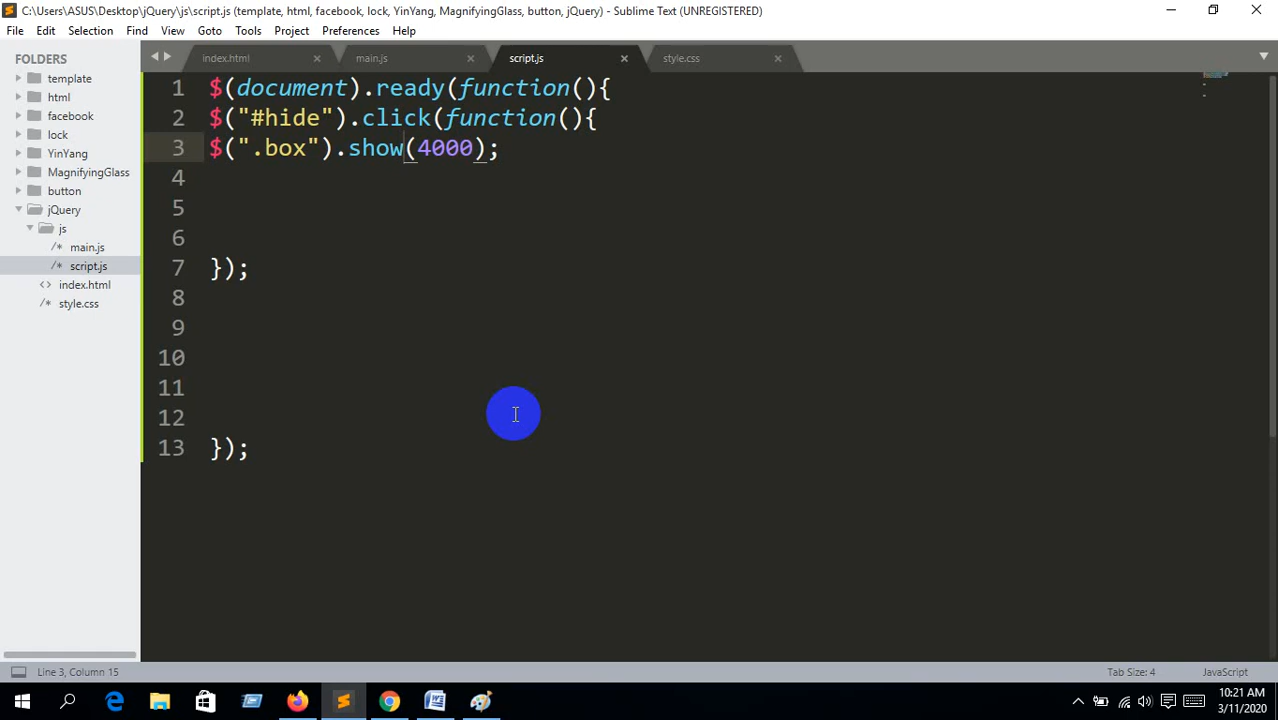 C:\Users\ASUS\Desktop\jQuery\js\script.js (template, html, facebook, lock, YinYang, MagnifyingGlass, button, jQuery) - Sublime Text (UNREGISTERED)
File Edit Selection Find View Goto Tools Project Preferences Help
FOLDERS
template
html
facebook
lock
YinYang
MagnifyingGlass
button
jQuery
js
/* main.js
/* script.js
<> index.html
/* style.css
index.html × main.js × script.js × style.css ×
1 $(document).ready(function(){
2 $("#hide").click(function(){
3 $(".box").show(4000);
4
5
6
7 });
8
9
10
11
12
13 });
Line 3, Column 15 Tab Size: 4 JavaScript
10:21 AM
3/11/2020